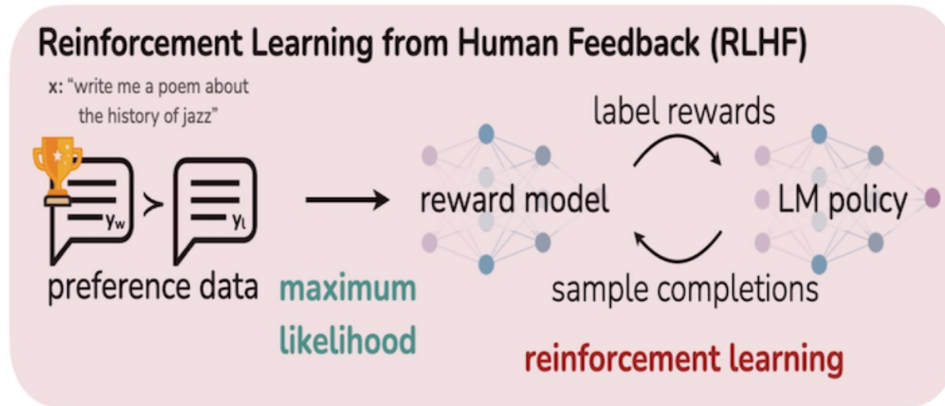 Reinforcement Learning from Human Feedback (RLHF)
x: “write me a poem about
the history of jazz”
label rewards
yw > yl
reward model
LM policy
preference data
maximum
likelihood
sample completions
reinforcement learning